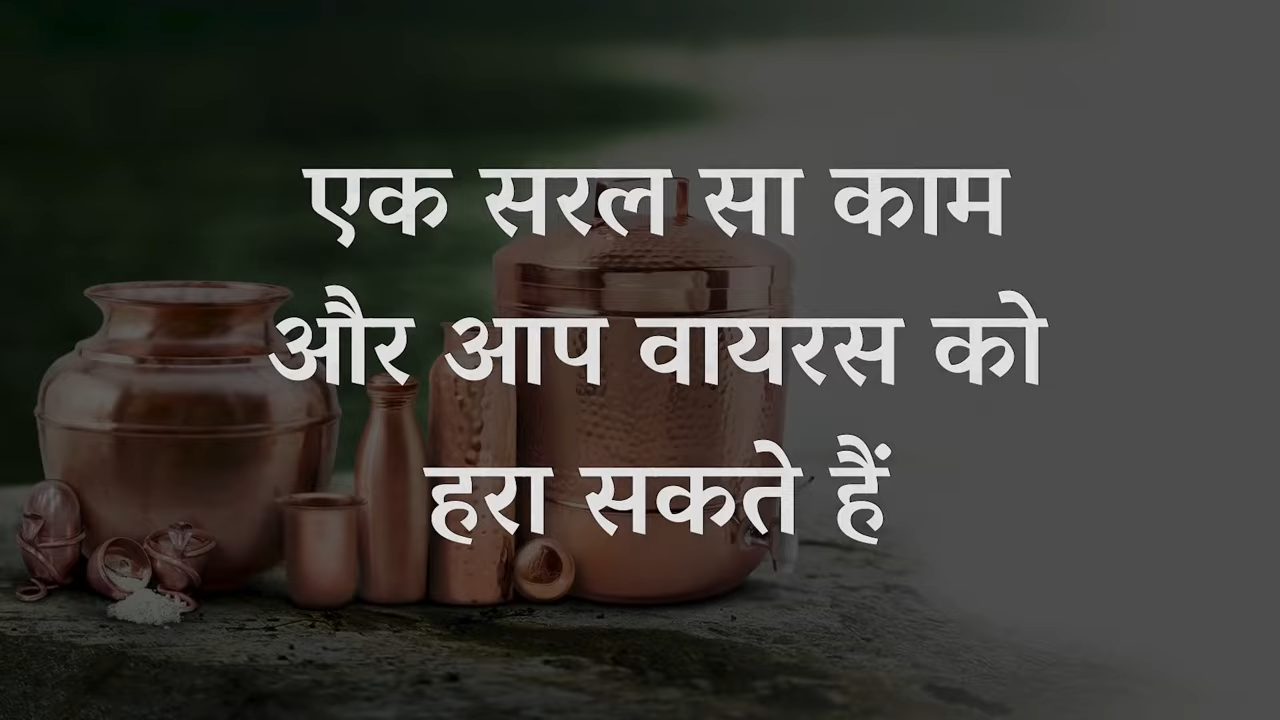 एक सरल सा काम
और आप वायरस को
हरा सकते हैं